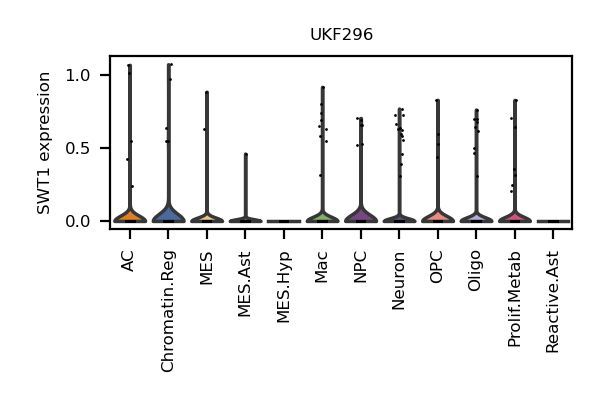 UKF296
SWT1 expression
1.0
0.5
0.0
AC
Chromatin.Reg
MES
MES.Ast
MES.Hyp
Mac
NPC
Neuron
OPC
Oligo
Prolif.Metab
Reactive.Ast